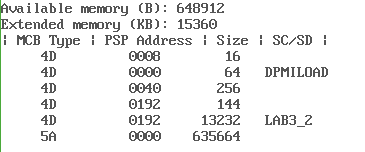 Available memory (B): 648912
Extended memory (KB): 15360
| MCB Type | PSP Address | Size | SC/SD |
4D 0008 16
4D 0000 64 DPMILOAD
4D 0040 256
4D 0192 144
4D 0192 13232 LAB3_2
5A 0000 635664